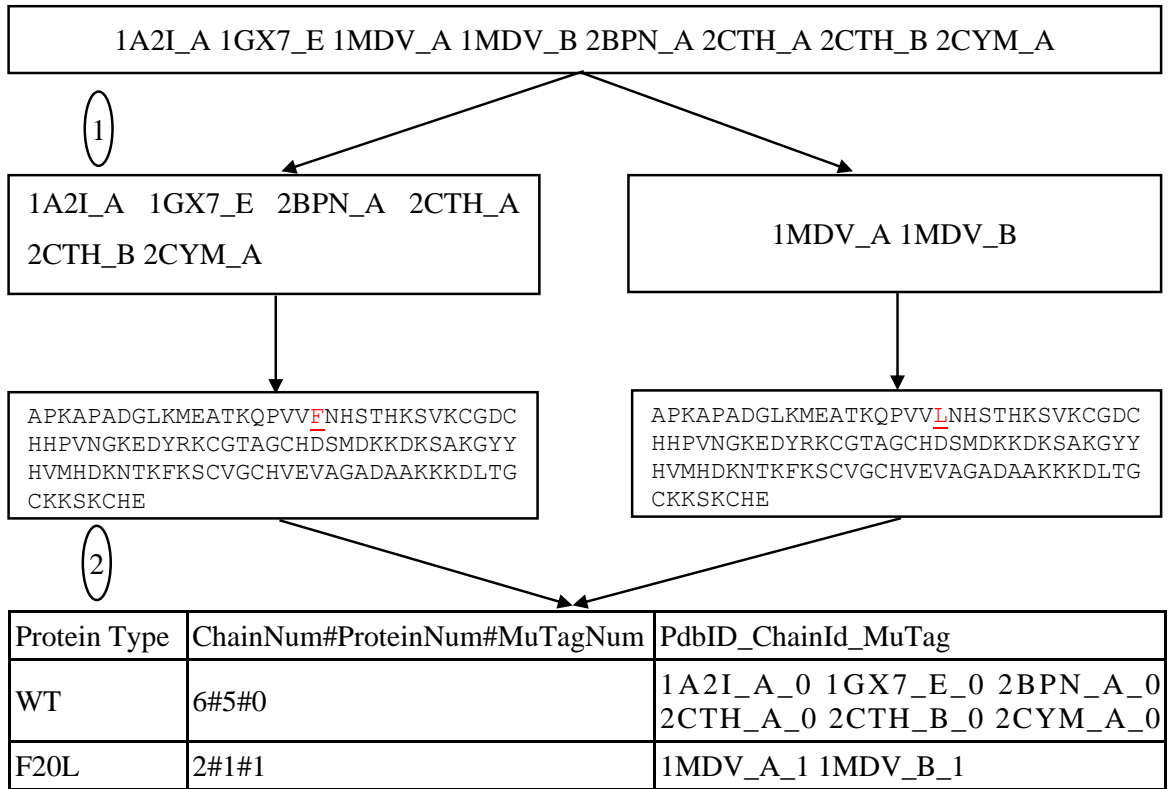 1A2I_A 1GX7_E 1MDV_A 1MDV_B 2BPN_A 2CTH_A 2CTH_B 2CYM_A
1
1A2I_A 1GX7_E 2BPN_A 2CTH_A
2CTH_B 2CYM_A
1MDV_A 1MDV_B
APKAPADGLKMEATKQPVVFNHSTHKSVKCGDC
HHPVNGKEDYRKCGTAGCHDSMDKKDKSAKGYY
HVMHDKNTKFKSCVGCHVEVAGADAAKKKDLTG
CKKSKCHE
APKAPADGLKMEATKQPVVLNHSTHKSVKCGDC
HHPVNGKEDYRKCGTAGCHDSMDKKDKSAKGYY
HVMHDKNTKFKSCVGCHVEVAGADAAKKKDLTG
CKKSKCHE
2
Protein Type ChainNum#ProteinNum#MuTagNum PdbID_ChainId_MuTag
WT 6#5#0 1A2I_A_0 1GX7_E_0 2BPN_A_0
2CTH_A_0 2CTH_B_0 2CYM_A_0
F20L 2#1#1 1MDV_A_1 1MDV_B_1